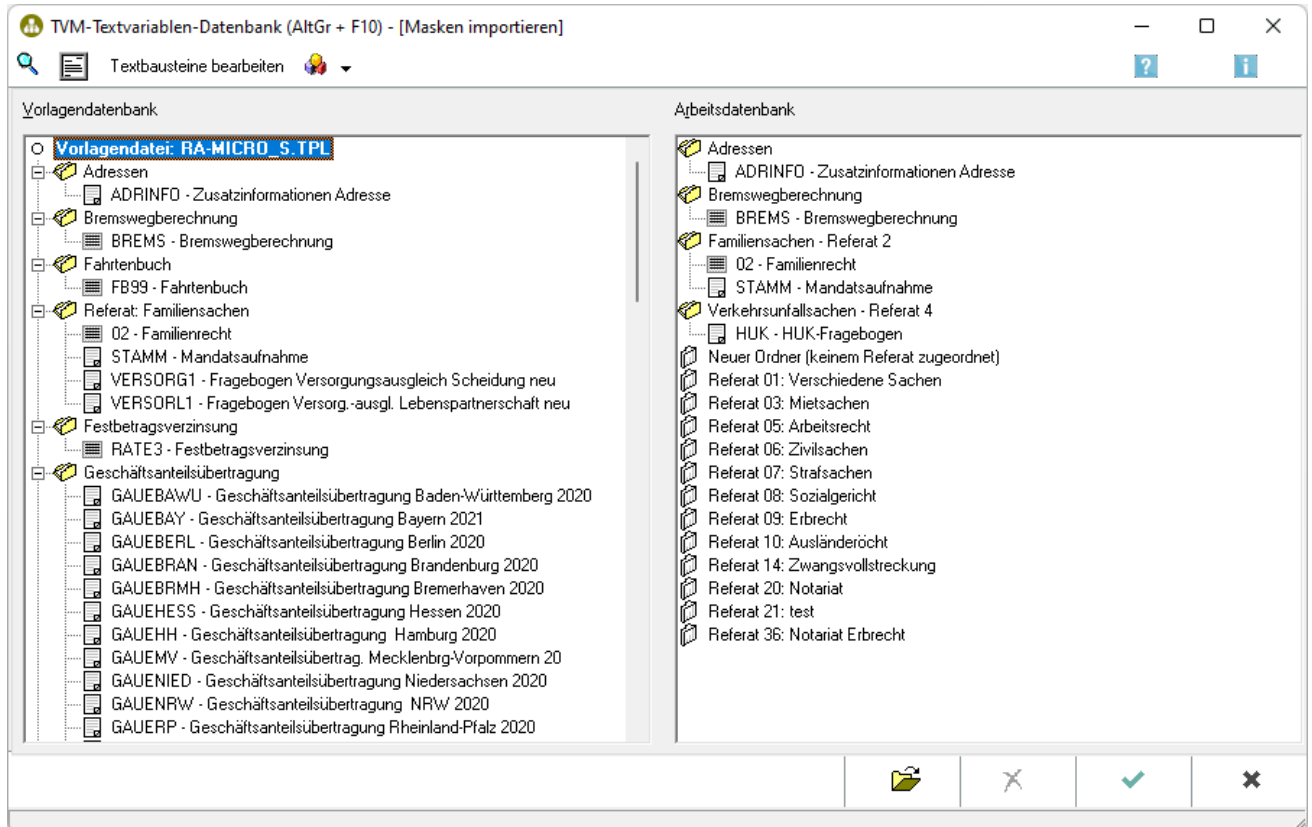 TVM-Textvariablen-Datenbank (AltGr + F10) - [Masken importieren]
Textbausteine bearbeiten
?
i
Vorlagendatenbank
Vorlagendatei: RA-MICRO_S.TPL
Adressen
ADRINFO - Zusatzinformationen Adresse
Bremswegberechnung
BREMS - Bremswegberechnung
Fahrtenbuch
FB99 - Fahrtenbuch
Referat: Familiensachen
02 - Familienrecht
STAMM - Mandatsaufnahme
VERSORG1 - Fragebogen Versorgungsausgleich Scheidung neu
VERSORL1 - Fragebogen Versorg.-ausgl. Lebenspartnerschaft neu
Festbetragsverzinsung
RATE3 - Festbetragsverzinsung
Geschäftsanteilsübertragung
GAUEBAWU - Geschäftsanteilsübertragung Baden-Württemberg 2020
GAUEBAY - Geschäftsanteilsübertragung Bayern 2021
GAUEBERL - Geschäftsanteilsübertragung Berlin 2020
GAUEBRAN - Geschäftsanteilsübertragung Brandenburg 2020
GAUEBRMH - Geschäftsanteilsübertragung Bremerhaven 2020
GAUEHESS - Geschäftsanteilsübertragung Hessen 2020
GAUEHH - Geschäftsanteilsübertragung  Hamburg 2020
GAUEMV - Geschäftsanteilsübertrag. Mecklenbrg-Vorpommern 20
GAUENIED - Geschäftsanteilsübertragung Niedersachsen 2020
GAUENRW - Geschäftsanteilsübertragung  NRW 2020
GAUERP - Geschäftsanteilsübertragung Rheinland-Pfalz 2020
Arbeitsdatenbank
Adressen
ADRINFO - Zusatzinformationen Adresse
Bremswegberechnung
BREMS - Bremswegberechnung
Familiensachen - Referat 2
02 - Familienrecht
STAMM - Mandatsaufnahme
Verkehrsunfallsachen - Referat 4
HUK - HUK-Fragebogen
Neuer Ordner (keinem Referat zugeordnet)
Referat 01: Verschiedene Sachen
Referat 03: Mietsachen
Referat 05: Arbeitsrecht
Referat 06: Zivilsachen
Referat 07: Strafsachen
Referat 08: Sozialgericht
Referat 09: Erbrecht
Referat 10: Ausländeröcht
Referat 14: Zwangsvollstreckung
Referat 20: Notariat
Referat 21: test
Referat 36: Notariat Erbrecht